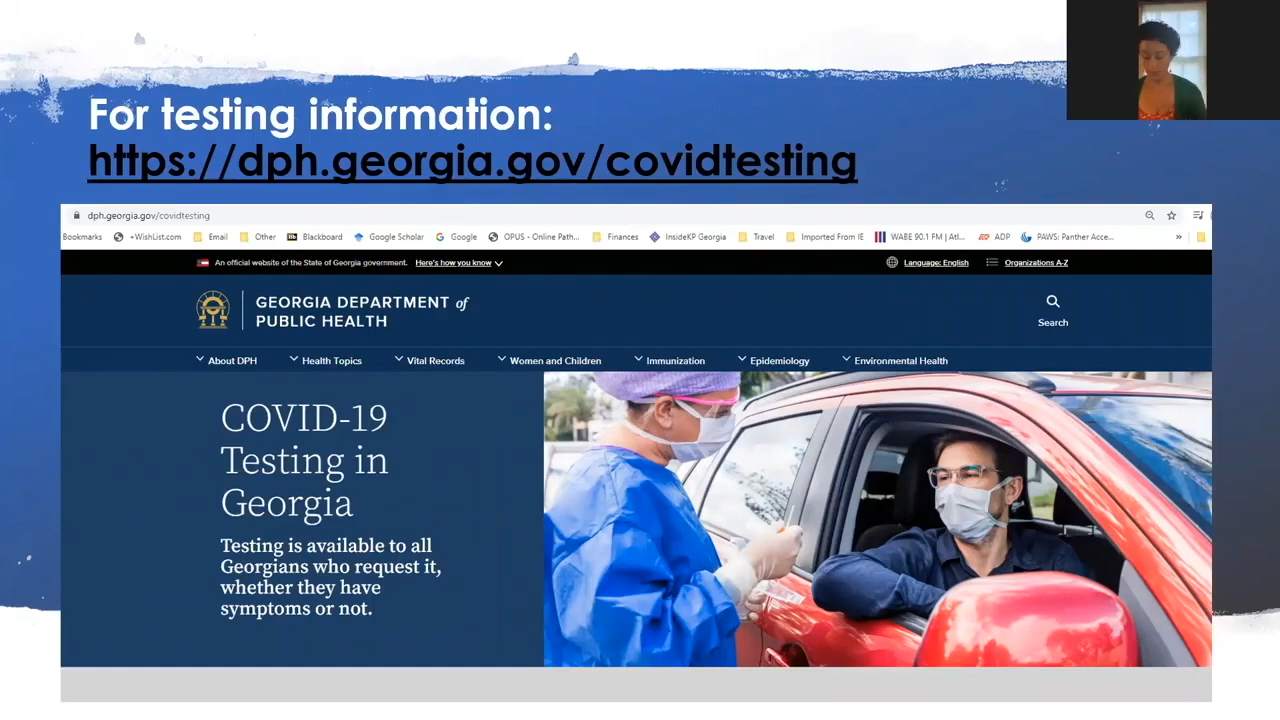 For testing information:
https://dph.georgia.gov/covidtesting
dph.georgia.gov/covidtesting
Bookmarks +WishList.com Email Other Blackboard Google Scholar Google OPUS - Online Path... Finances InsideKP Georgia Travel Imported From IE WABE 90.1 FM | Atl... ADP PAWS: Panther Acce... »
An official website of the State of Georgia government. Here's how you know Language: English Organizations A-Z
GEORGIA DEPARTMENT of
PUBLIC HEALTH
Search
About DPH Health Topics Vital Records Women and Children Immunization Epidemiology Environmental Health
COVID-19
Testing in
Georgia
Testing is available to all
Georgians who request it,
whether they have
symptoms or not.